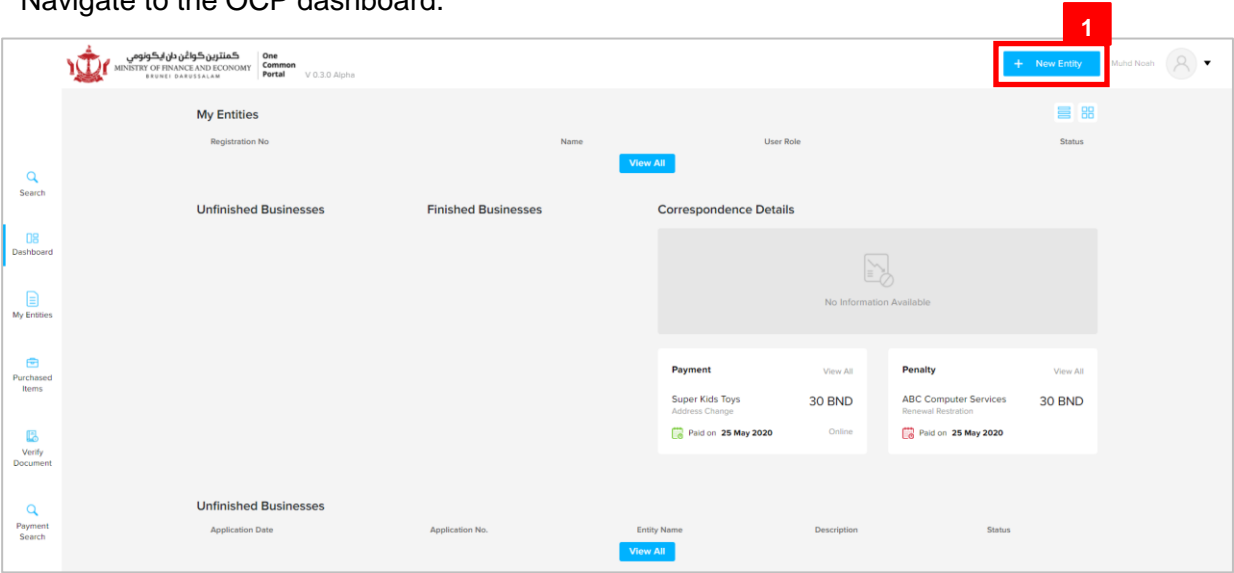 Navigate to the OCP dashboard.
1
كمنترين كواڠن دان ايكونومي
MINISTRY OF FINANCE AND ECONOMY
BRUNEI DARUSSALAM
One
Common
Portal
V 0.3.0 Alpha
+ New Entity
Muhd Noeh
My Entities
Registration No Name User Role Status
View All
Search
Dashboard
My Entities
Purchased
Items
Verify
Document
Payment
Search
Unfinished Businesses
Finished Businesses
Correspondence Details
No Information Available
Payment View All
Super Kids Toys 30 BND
Address Change
Paid on 25 May 2020 Online
Penalty View All
ABC Computer Services 30 BND
Renewal Restration
Paid on 25 May 2020
Unfinished Businesses
Application Date Application No. Entity Name Description Status
View All